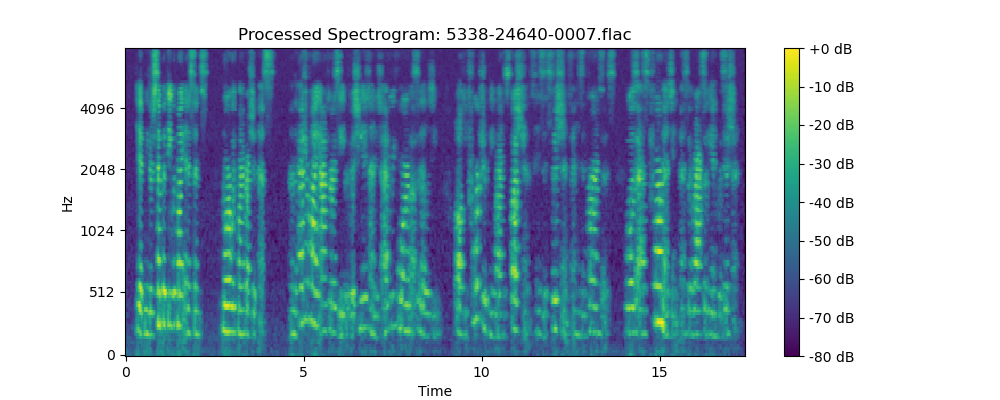 Processed Spectrogram: 5338-24640-0007.flac
Hz
4096
2048
1024
512
0
0 5 10 15
Time
+0 dB
-10 dB
-20 dB
-30 dB
-40 dB
-50 dB
-60 dB
-70 dB
-80 dB